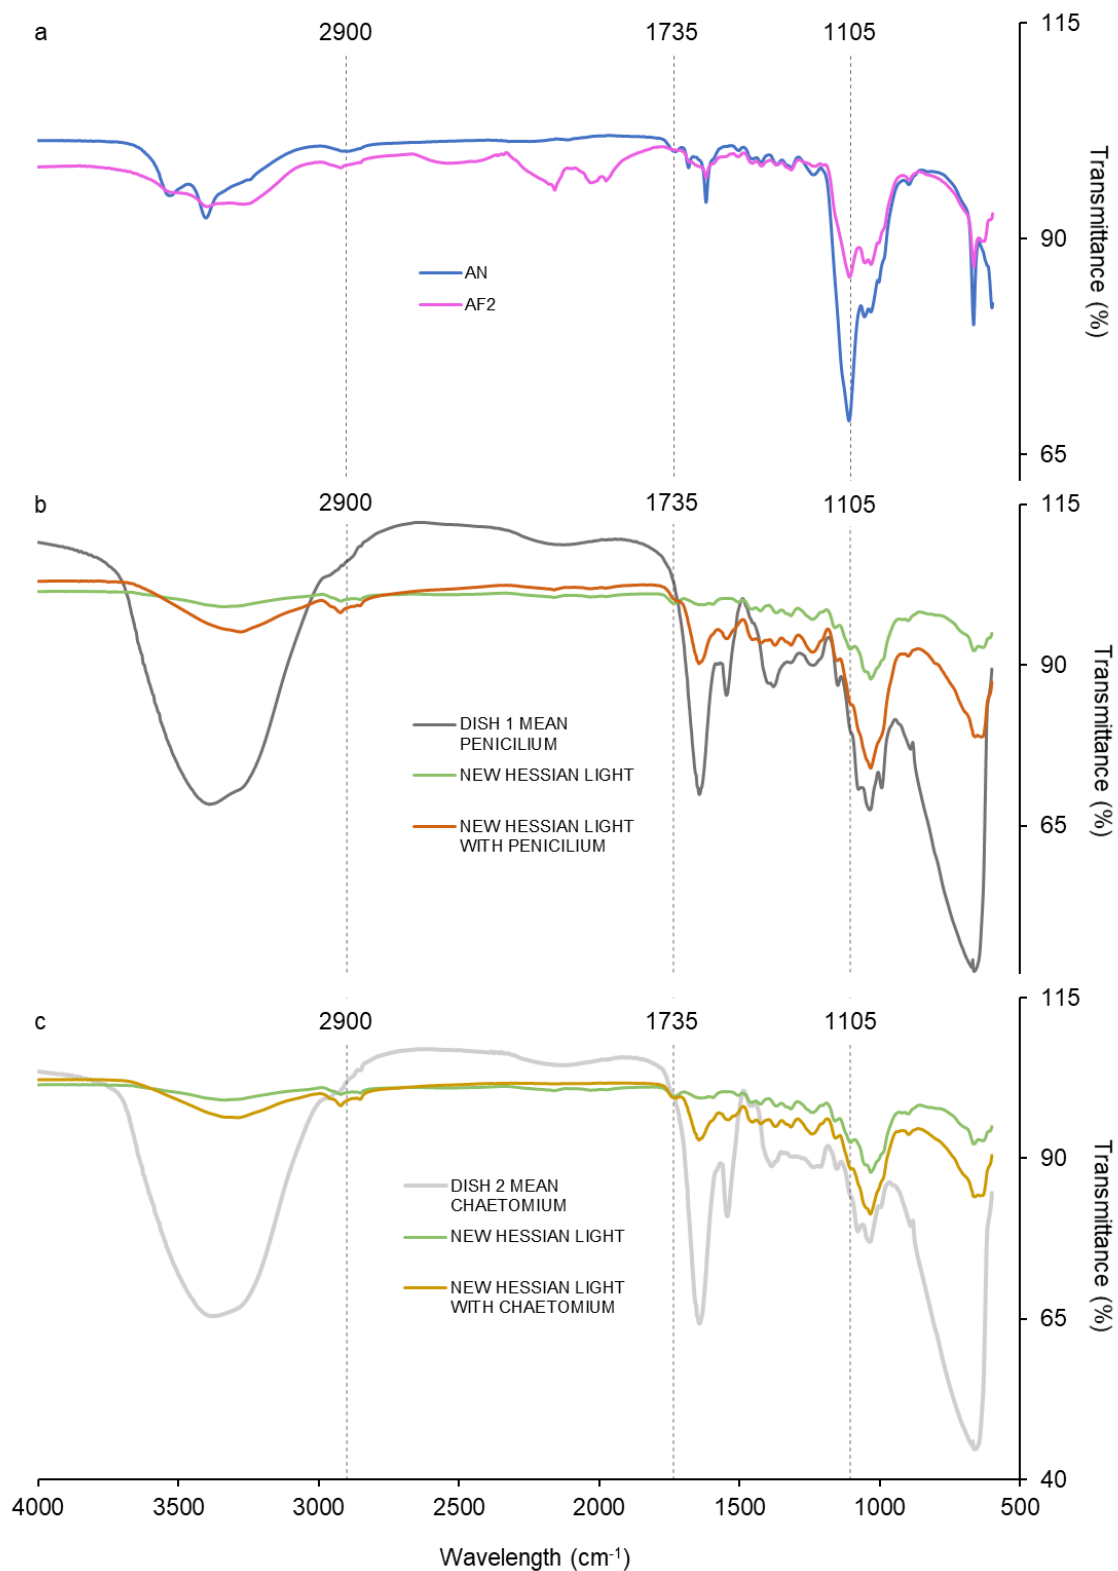 a
2900
1735
1105
115
90
65
Transmittance (%)
AN
AF2
b
2900
1735
1105
115
90
65
Transmittance (%)
DISH 1 MEAN
PENICILIUM
NEW HESSIAN LIGHT
NEW HESSIAN LIGHT
WITH PENICILIUM
c
2900
1735
1105
115
90
65
40
Transmittance (%)
DISH 2 MEAN
CHAETOMIUM
NEW HESSIAN LIGHT
NEW HESSIAN LIGHT
WITH CHAETOMIUM
4000 3500 3000 2500 2000 1500 1000 500
Wavelength (cm⁻¹)